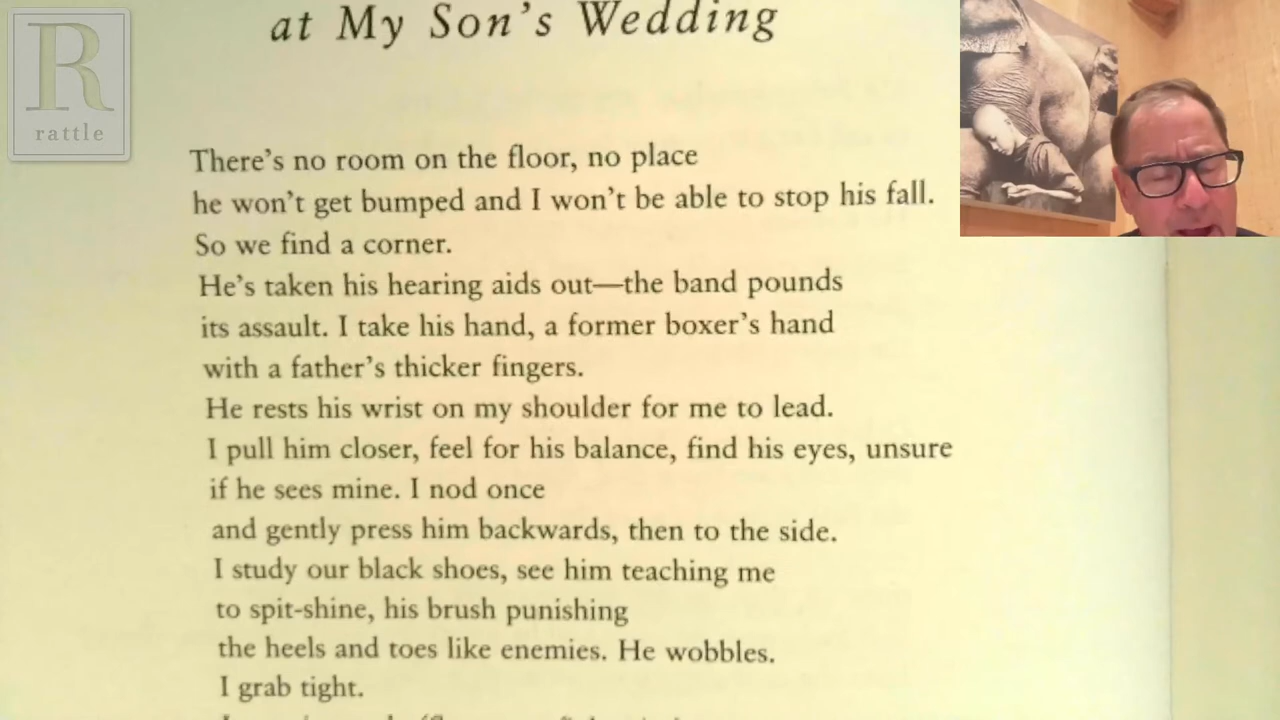 at My Son's Wedding
R
rattle
There's no room on the floor, no place
he won't get bumped and I won't be able to stop his fall.
So we find a corner.
He's taken his hearing aids out—the band pounds
its assault. I take his hand, a former boxer's hand
with a father's thicker fingers.
He rests his wrist on my shoulder for me to lead.
I pull him closer, feel for his balance, find his eyes, unsure
if he sees mine. I nod once
and gently press him backwards, then to the side.
I study our black shoes, see him teaching me
to spit-shine, his brush punishing
the heels and toes like enemies. He wobbles.
I grab tight.